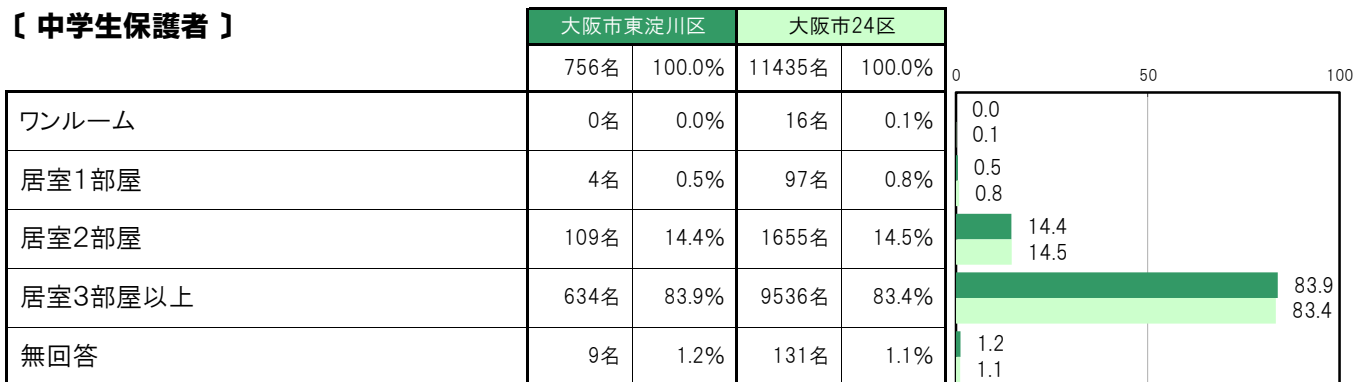 〔 中学生保護者 〕
大阪市東淀川区 大阪市24区
756名 100.0% 11435名 100.0%
0 50 100
ワンルーム 0名 0.0% 16名 0.1%
0.0
0.1
居室1部屋 4名 0.5% 97名 0.8%
0.5
0.8
居室2部屋 109名 14.4% 1655名 14.5%
14.4
14.5
居室3部屋以上 634名 83.9% 9536名 83.4%
83.9
83.4
無回答 9名 1.2% 131名 1.1%
1.2
1.1